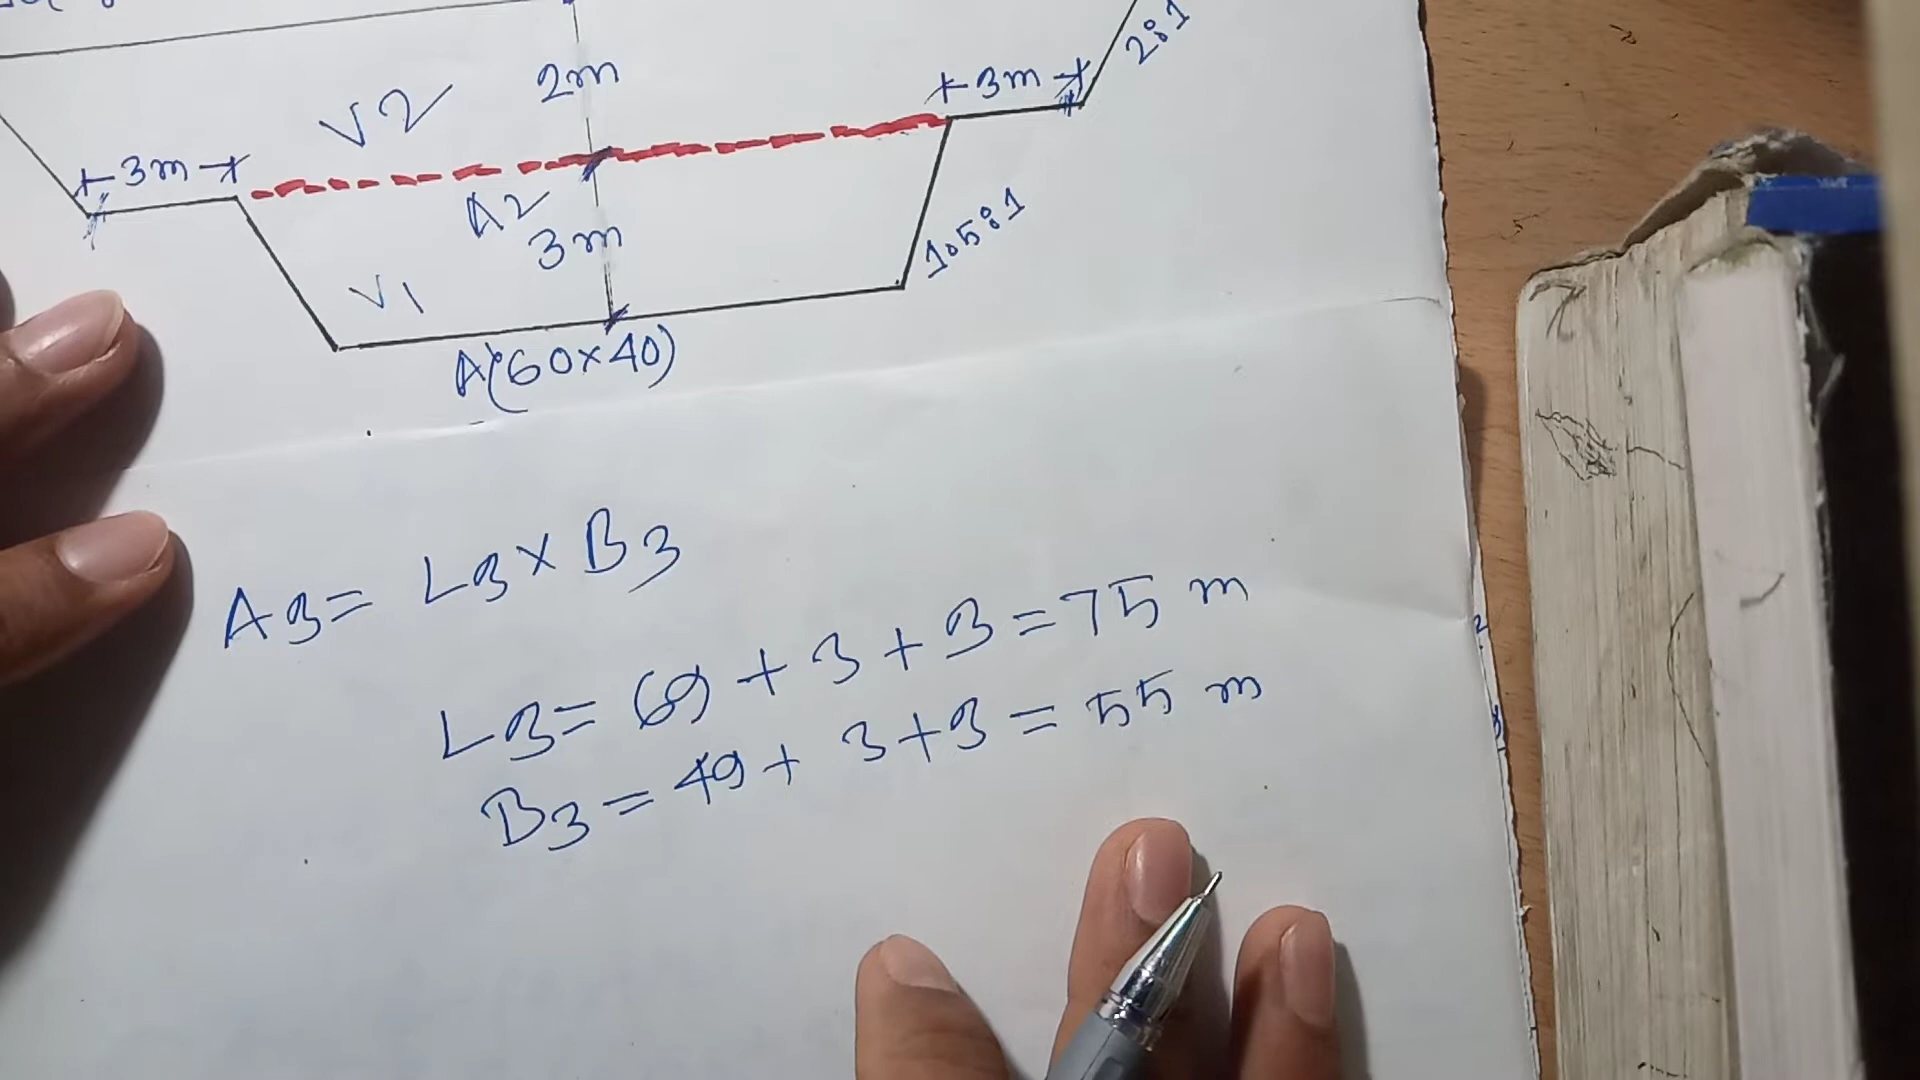 2m
2:1
3m
V2
3m
A2
3m
1.5:1
V1
A(60×40)
A3= L3×B3
L3= 69+3+3=75 m
B3=49+3+3=55 m